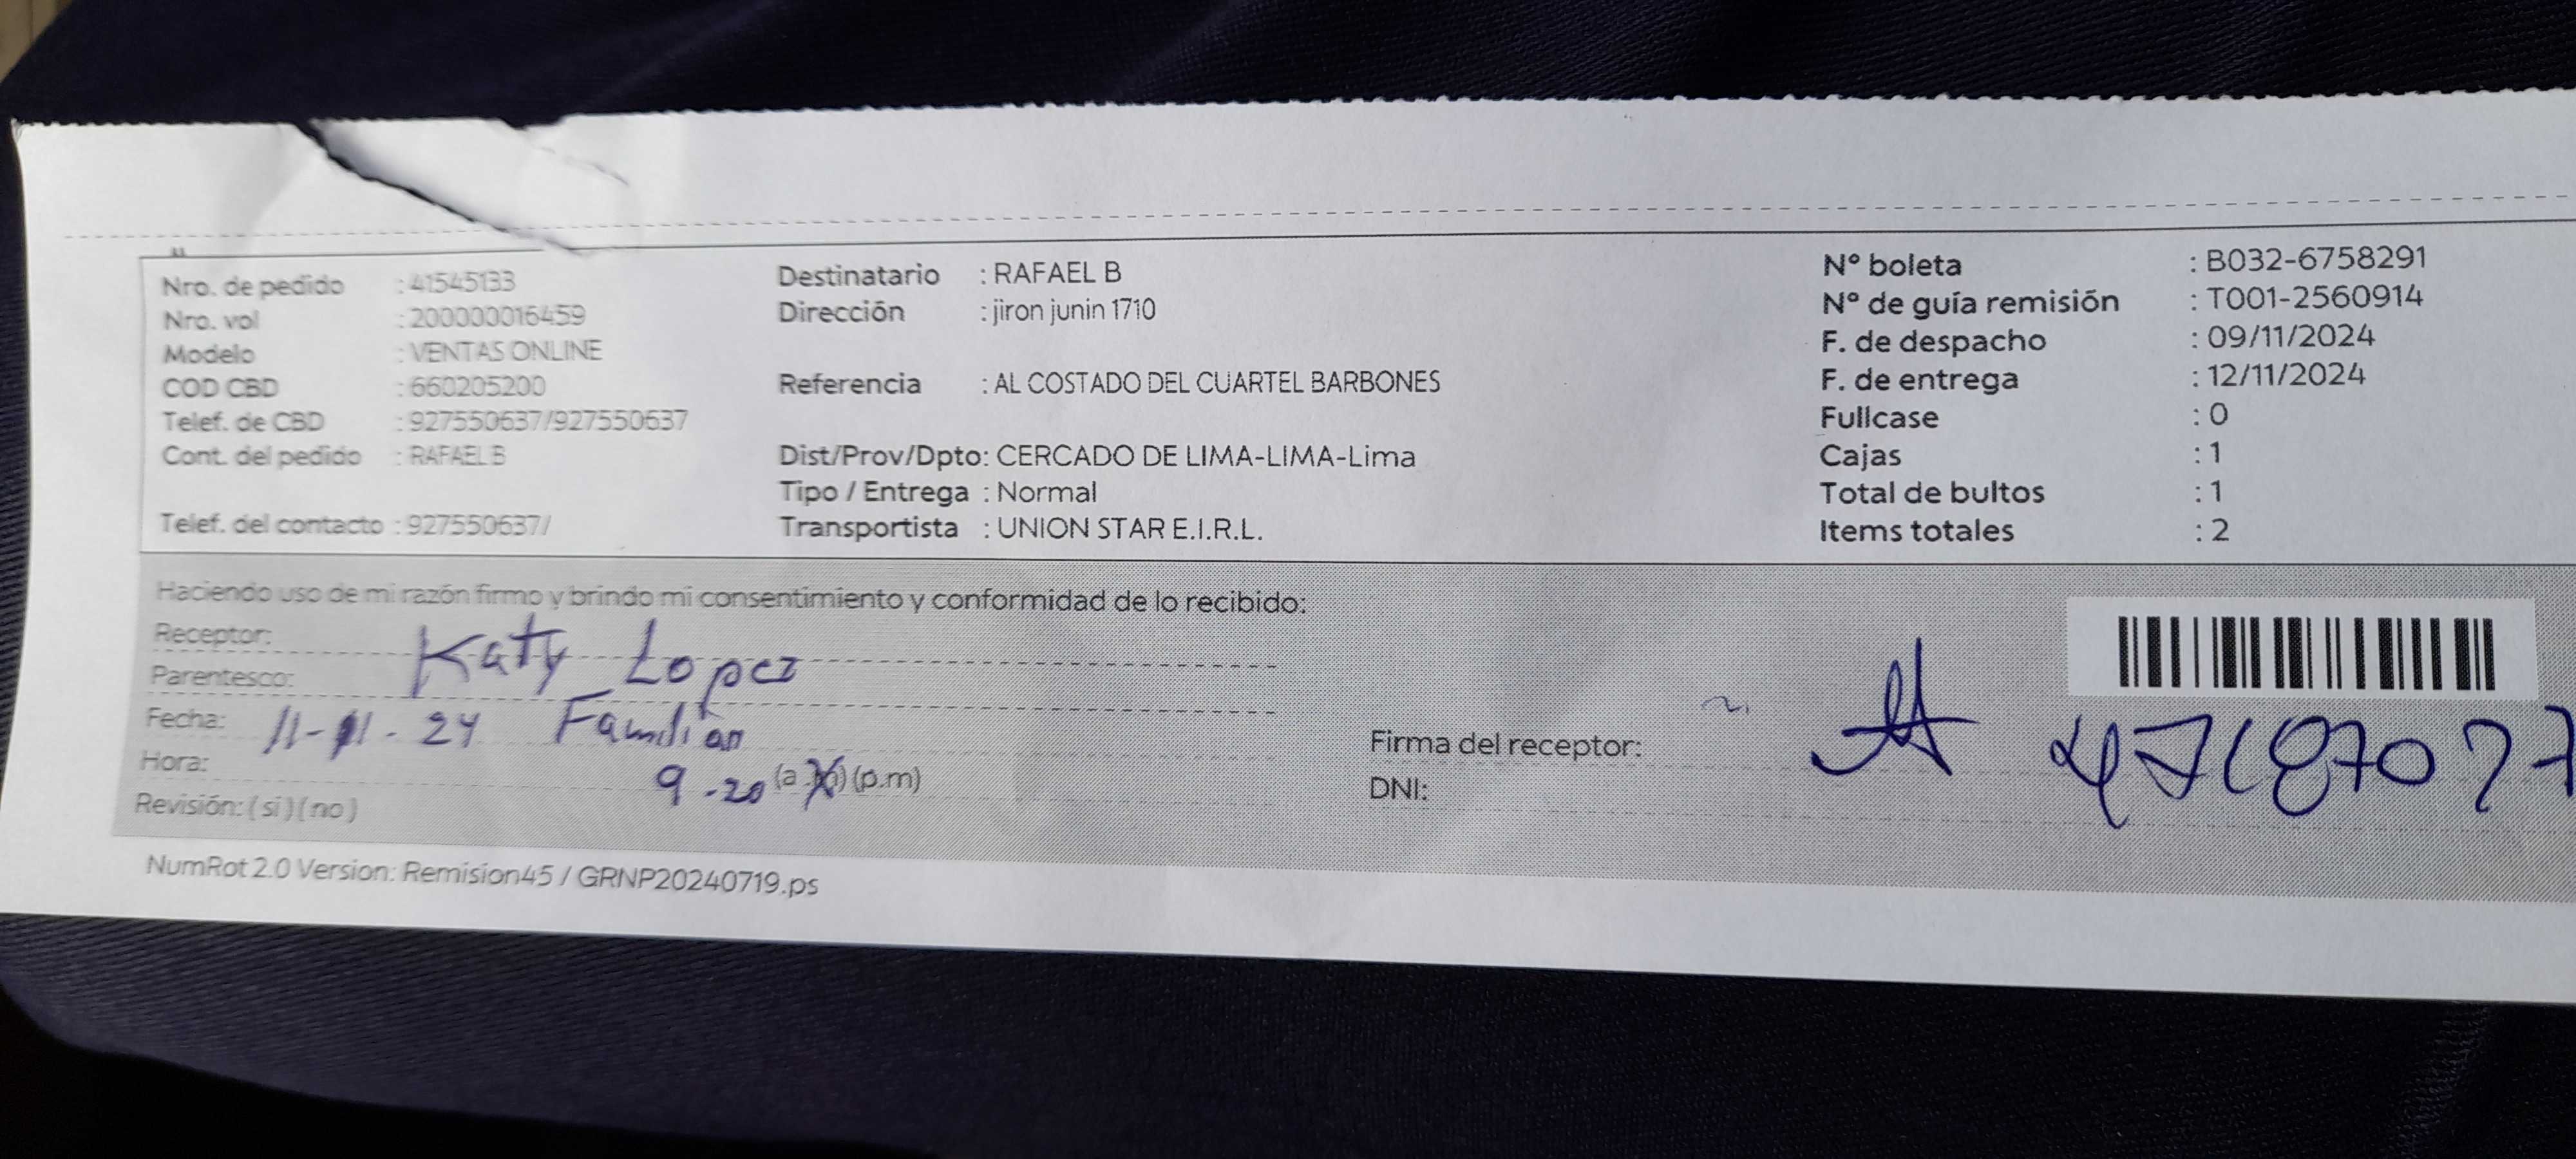 Nro. de pedido : 41545133
Nro. vol : 200000016459
Modelo : VENTAS ONLINE
COD CBD : 660205200
Telef. de CBD : 927550637/927550637
Cont. del pedido : RAFAEL B
Telef. del contacto : 927550637/
Destinatario : RAFAEL B
Dirección : jiron junin 1710
Referencia : AL COSTADO DEL CUARTEL BARBONES
Dist/Prov/Dpto: CERCADO DE LIMA-LIMA-Lima
Tipo / Entrega : Normal
Transportista : UNION STAR E.I.R.L.
N° boleta : B032-6758291
N° de guía remisión : T001-2560914
F. de despacho : 09/11/2024
F. de entrega : 12/11/2024
Fullcase : 0
Cajas : 1
Total de bultos : 1
Items totales : 2
Haciendo uso de mi razón firmo y brindo mi consentimiento y conformidad de lo recibido:
Receptor: Katy Lopez
Parentesco: Familiar
Fecha: 11-11-24
Hora: 9-20 (a.m) (p.m)
Revisión: (si) (no)
Firma del receptor:
DNI:
NumRot 2.0 Version: Remision45 / GRNP20240719.ps